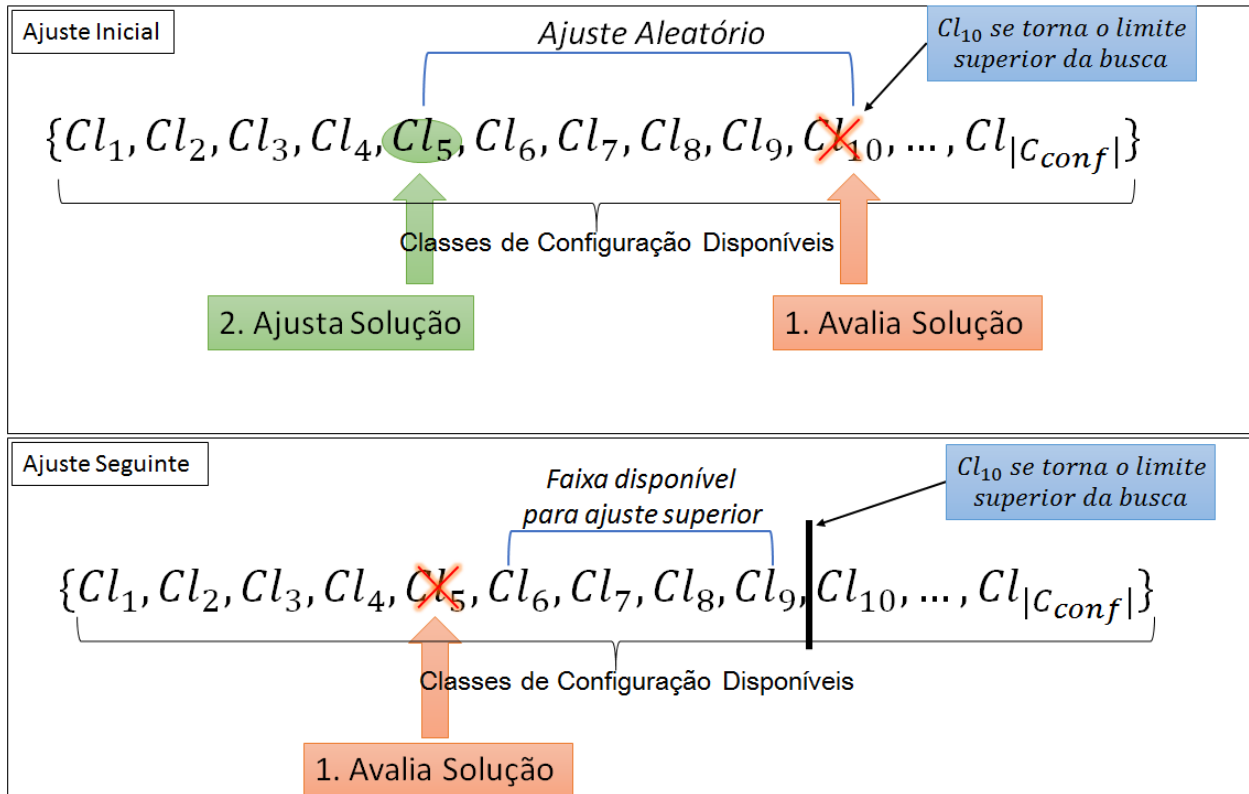 Ajuste Inicial
Ajuste Aleatório
Cl₁₀ se torna o limite
superior da busca
{Cl₁, Cl₂, Cl₃, Cl₄, Cl₅, Cl₆, Cl₇, Cl₈, Cl₉, Cl₁₀, ... , Cl|C_conf|}
Classes de Configuração Disponíveis
2. Ajusta Solução
1. Avalia Solução
Ajuste Seguinte
Faixa disponível
para ajuste superior
Cl₁₀ se torna o limite
superior da busca
{Cl₁, Cl₂, Cl₃, Cl₄, Cl₅, Cl₆, Cl₇, Cl₈, Cl₉, Cl₁₀, ... , Cl|C_conf|}
Classes de Configuração Disponíveis
1. Avalia Solução